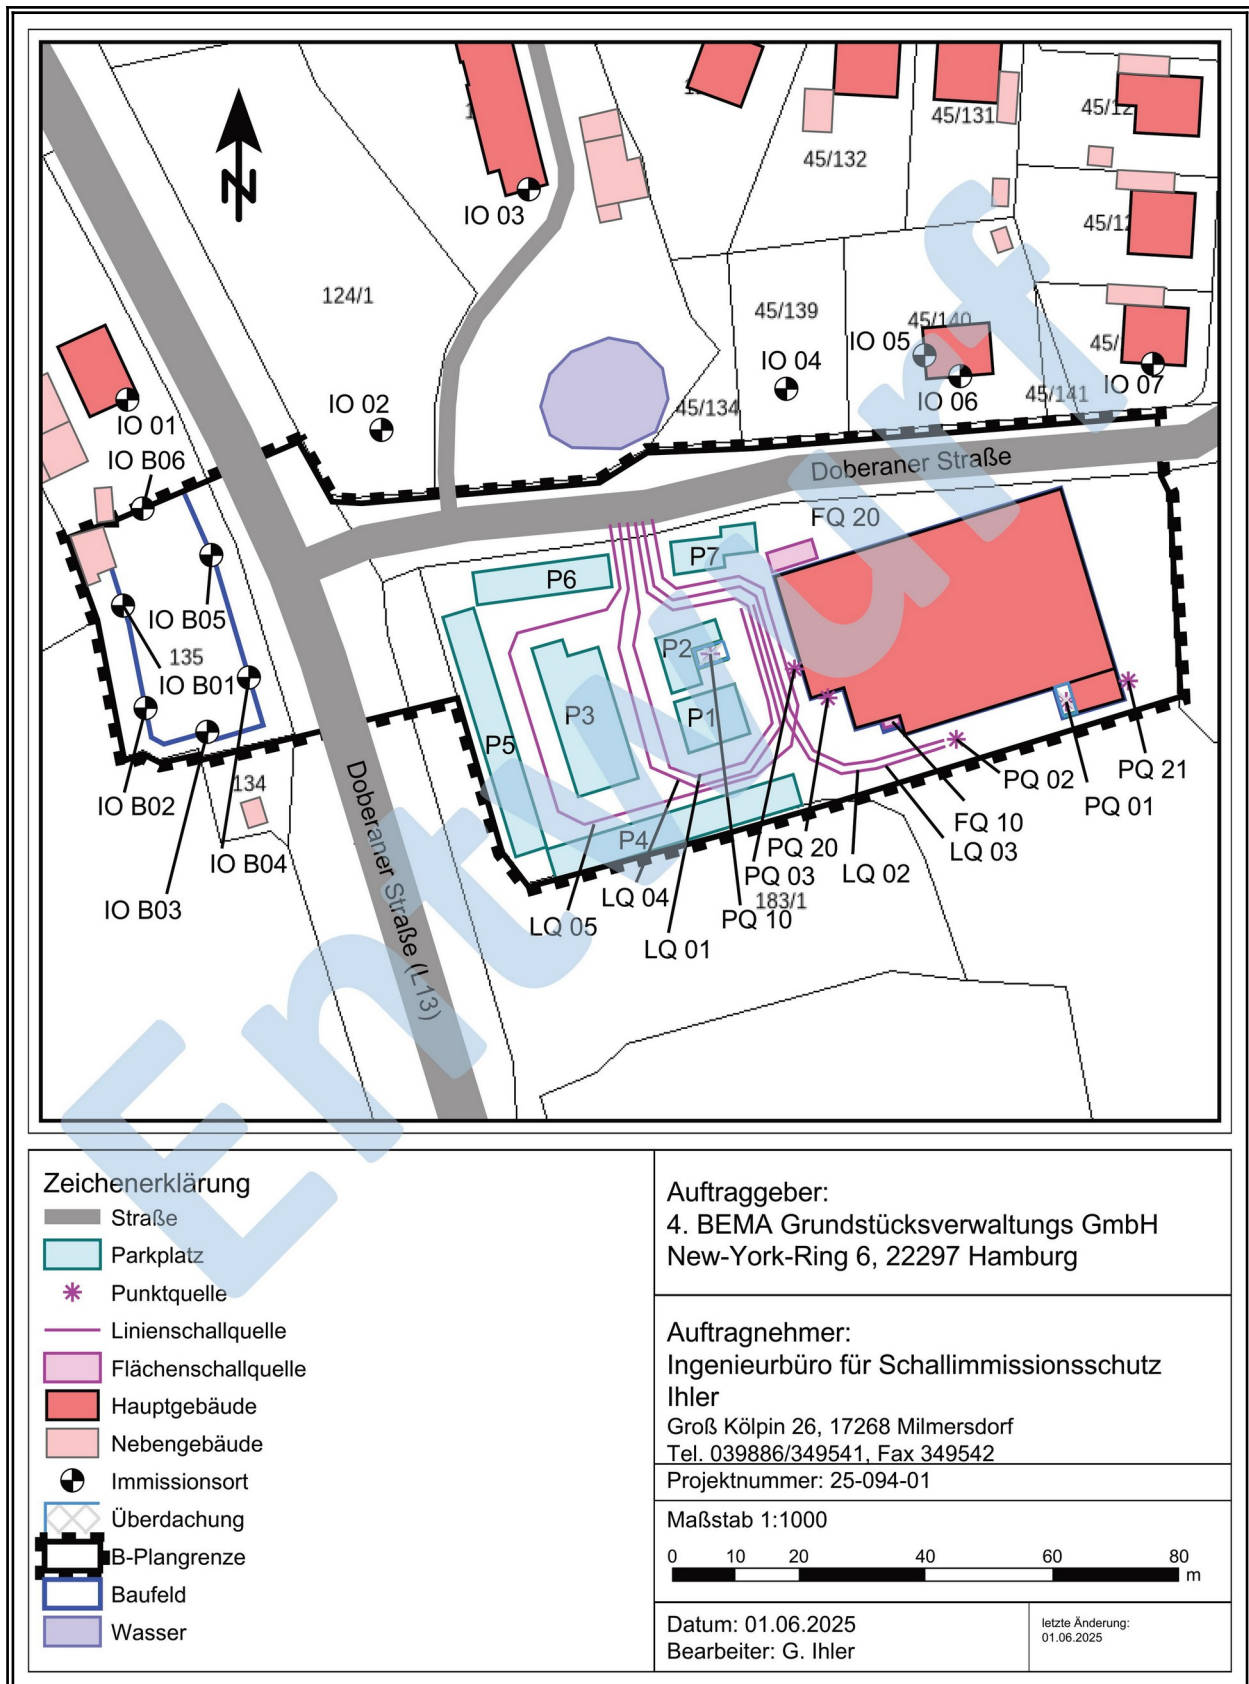 45/131
45/132
IO 03
124/1
45/139
45/140
IO 05
IO 04
IO 07
IO 02
45/134
IO 06
45/141
IO 01
IO B06
Doberaner Straße
FQ 20
P7
P6
IO B05
P2
135
IO B01
P1
P3
P5
PQ 02
PQ 21
134
PQ 01
IO B02
FQ 10
P4
PQ 20
LQ 03
IO B04
PQ 03
LQ 02
LQ 04
183/1
IO B03
PQ 10
LQ 05
LQ 01
Doberaner Straße (L13)
Entwurf
Zeichenerklärung
Straße
Parkplatz
Punktquelle
Linienschallquelle
Flächenschallquelle
Hauptgebäude
Nebengebäude
Immissionsort
Überdachung
B-Plangrenze
Baufeld
Wasser
Auftraggeber:
4. BEMA Grundstücksverwaltungs GmbH
New-York-Ring 6, 22297 Hamburg
Auftragnehmer:
Ingenieurbüro für Schallimmissionsschutz
Ihler
Groß Kölpin 26, 17268 Milmersdorf
Tel. 039886/349541, Fax 349542
Projektnummer: 25-094-01
Maßstab 1:1000
0 10 20 40 60 80
m
Datum: 01.06.2025
Bearbeiter: G. Ihler
letzte Änderung:
01.06.2025